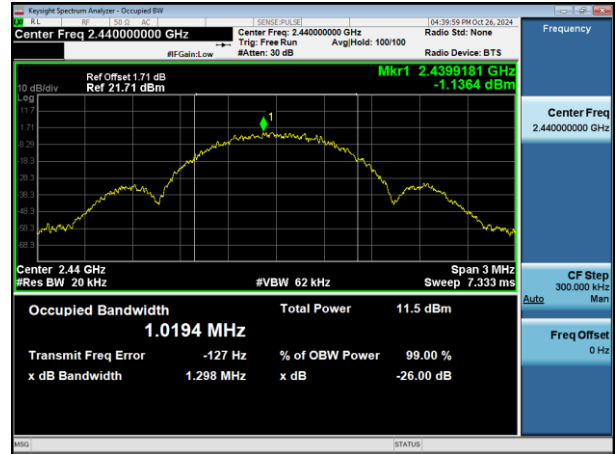 Keysight Spectrum Analyzer - Occupied BW
RL RF 50 Ω AC SENSE:PULSE 04:39:59 PM Oct 26, 2024
Center Freq 2.440000000 GHz Center Freq: 2.440000000 GHz Radio Std: None
Trig: Free Run Avg|Hold: 100/100
#IFGain:Low #Atten: 30 dB Radio Device: BTS
Frequency
Ref Offset 1.71 dB Mkr1 2.4399181 GHz
10 dB/div Ref 21.71 dBm -1.1364 dBm
Log
11.7
1.71
-8.29
-18.3
-28.3
-38.3
-48.3
-58.3
-68.3
1
Center 2.44 GHz Span 3 MHz
#Res BW 20 kHz #VBW 62 kHz Sweep 7.333 ms
Occupied Bandwidth Total Power 11.5 dBm
1.0194 MHz
Transmit Freq Error -127 Hz % of OBW Power 99.00 %
x dB Bandwidth 1.298 MHz x dB -26.00 dB
Center Freq
2.440000000 GHz
CF Step
300.000 kHz
Auto Man
Freq Offset
0 Hz
MSG STATUS